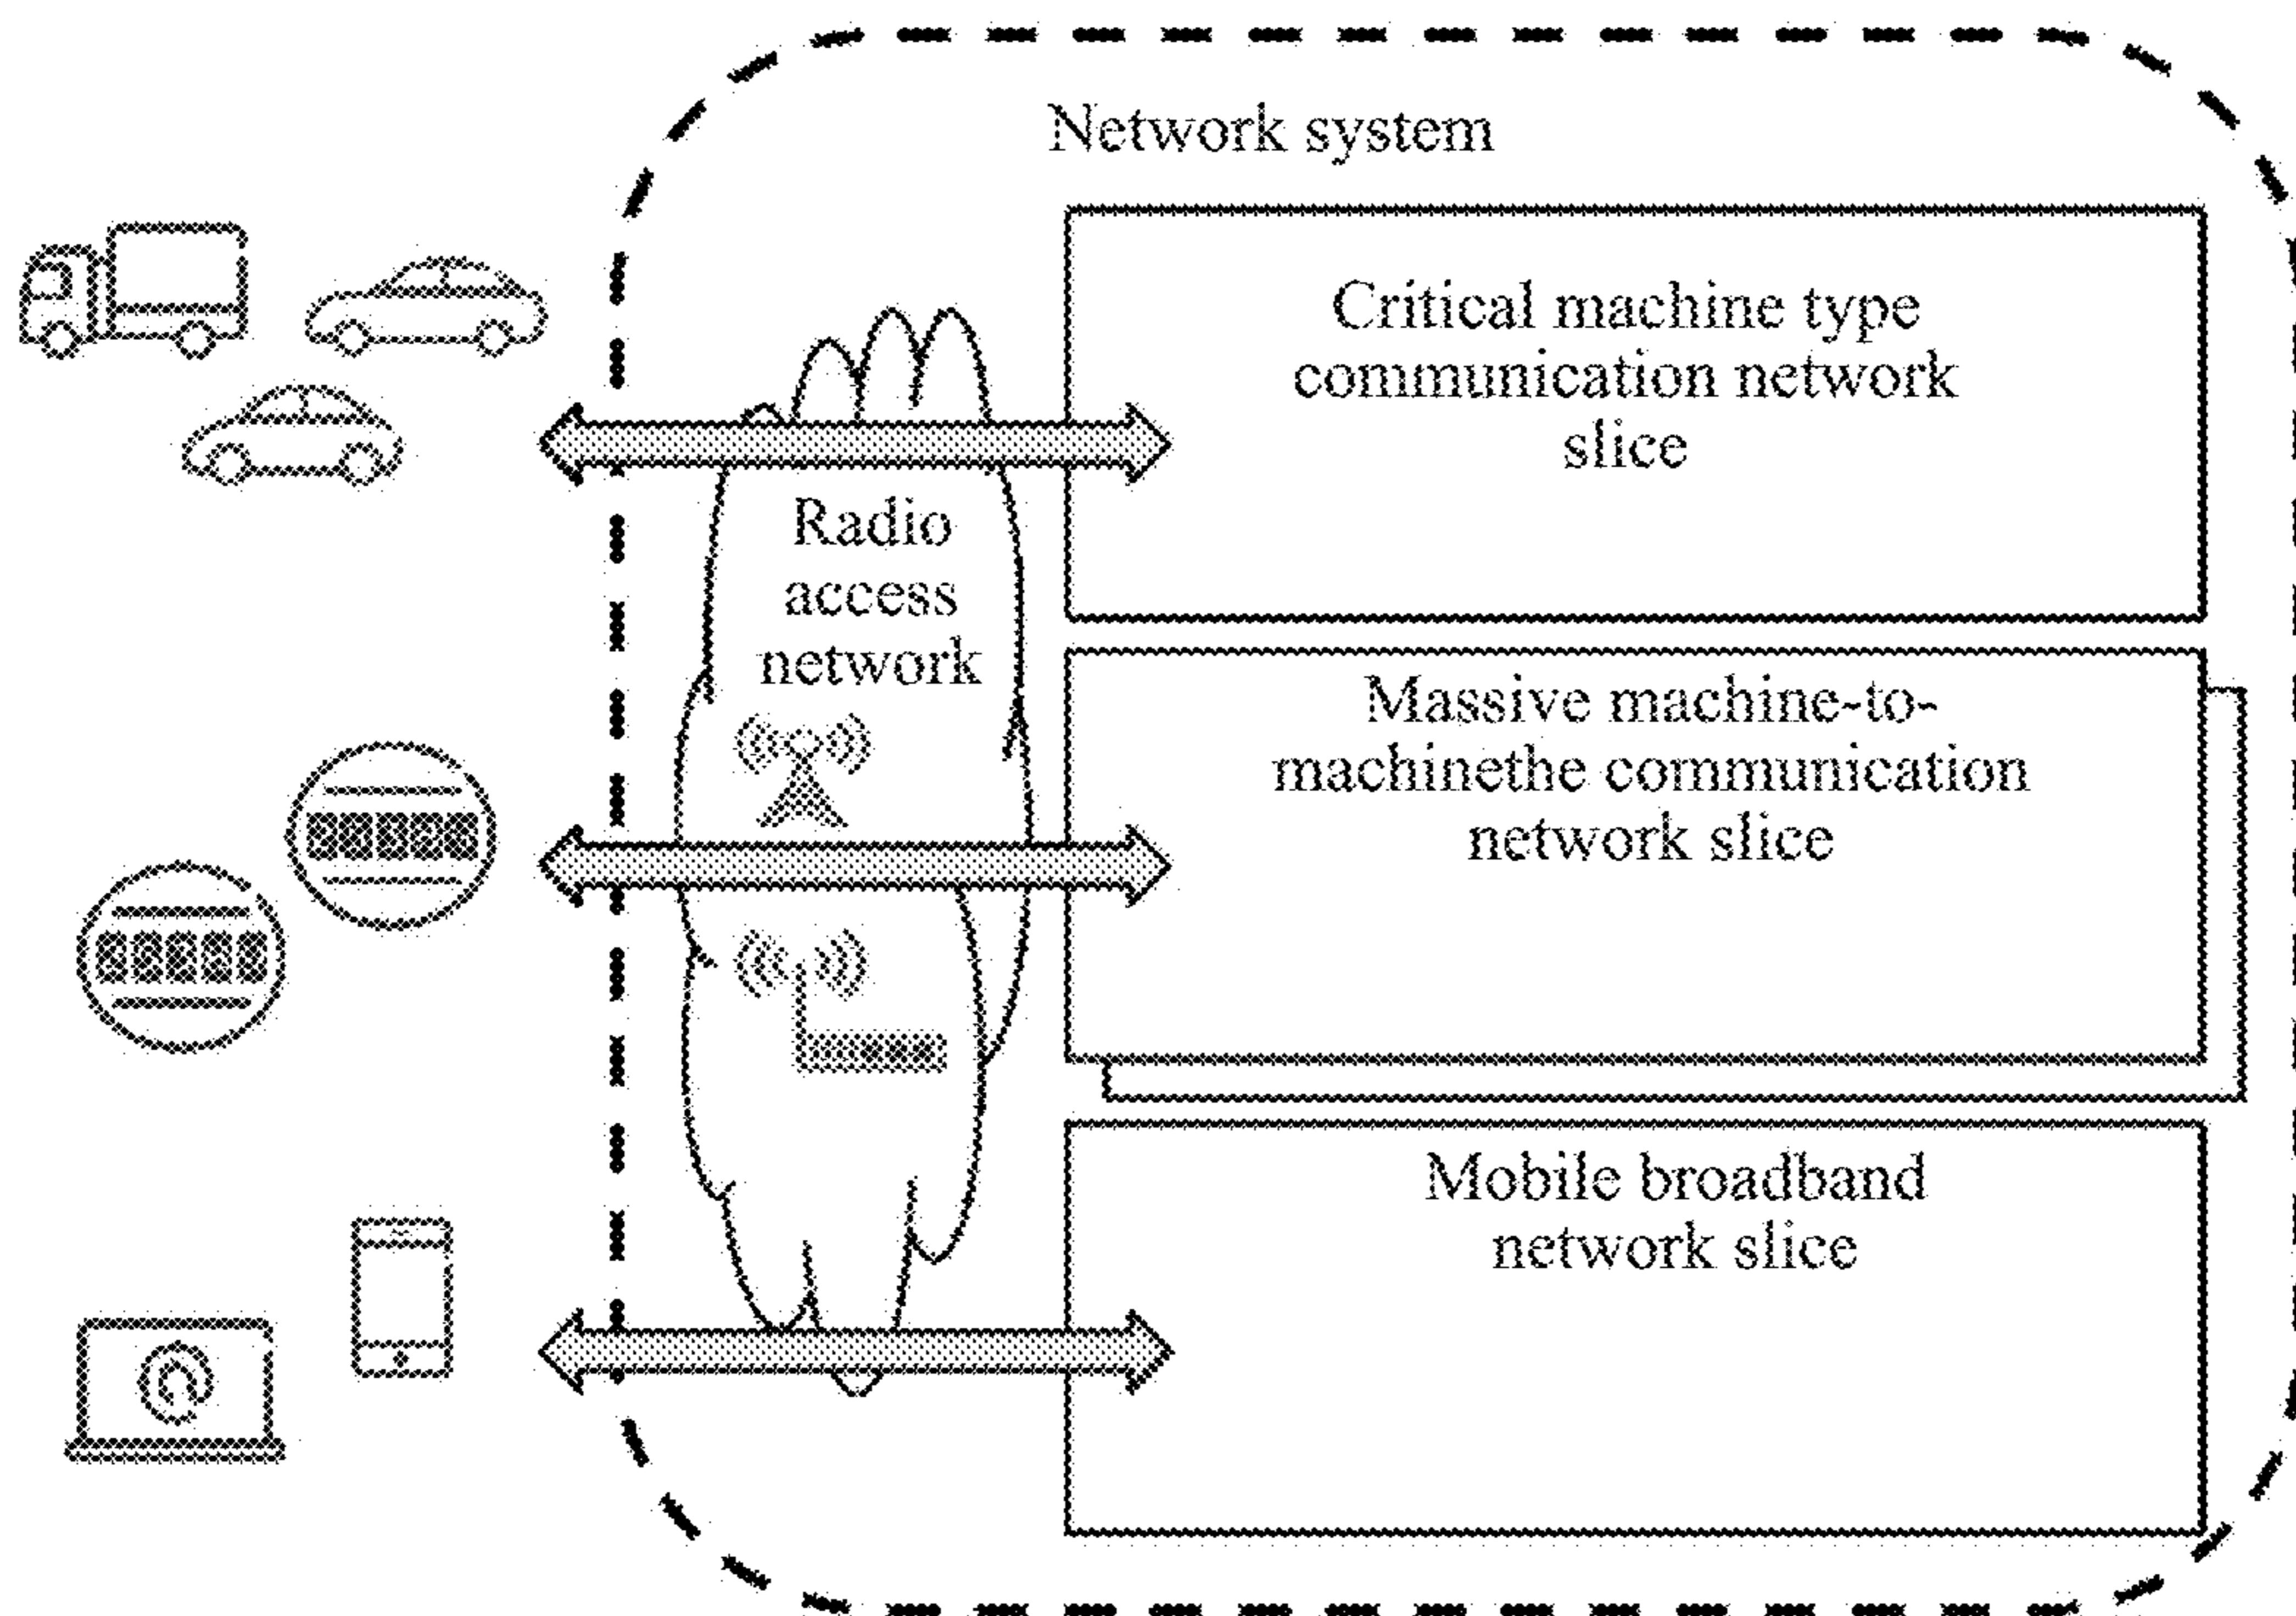 Network system
Critical machine type
communication network
slice
Radio
access
network
Massive machine-to-
machinethe communication
network slice
Mobile broadband
network slice